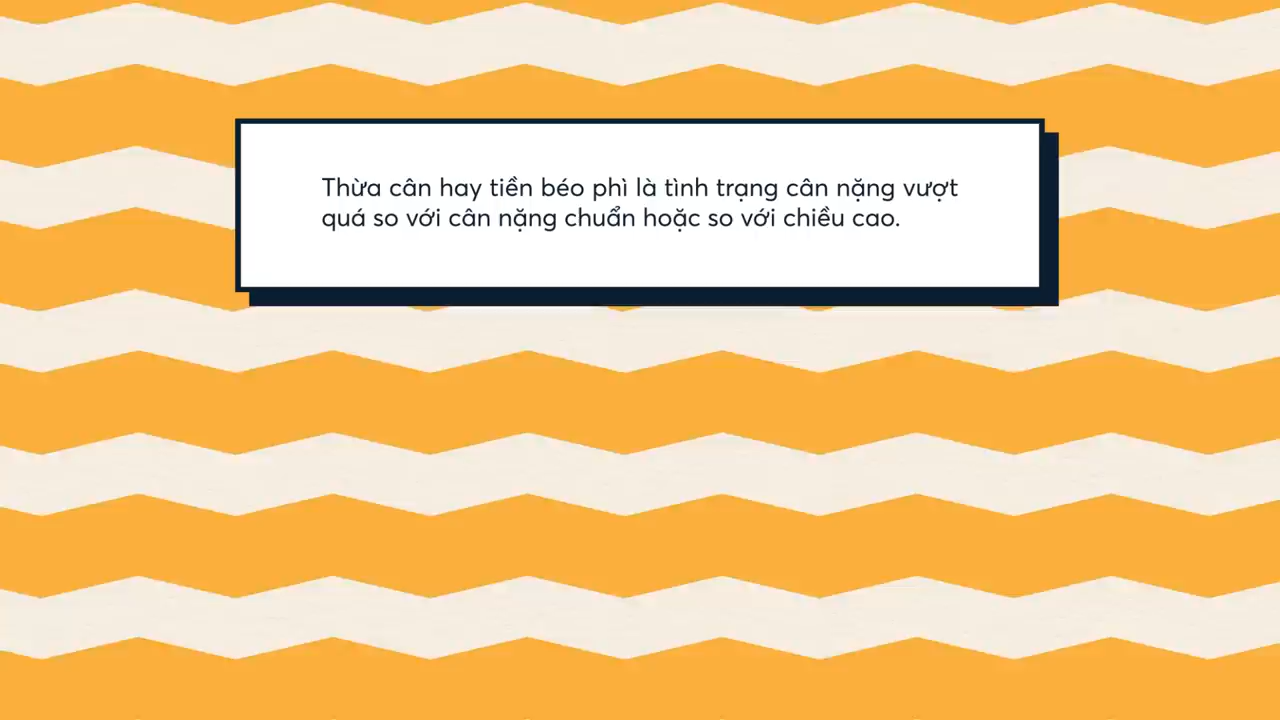 Thừa cân hay tiền béo phì là tình trạng cân nặng vượt
quá so với cân nặng chuẩn hoặc so với chiều cao.